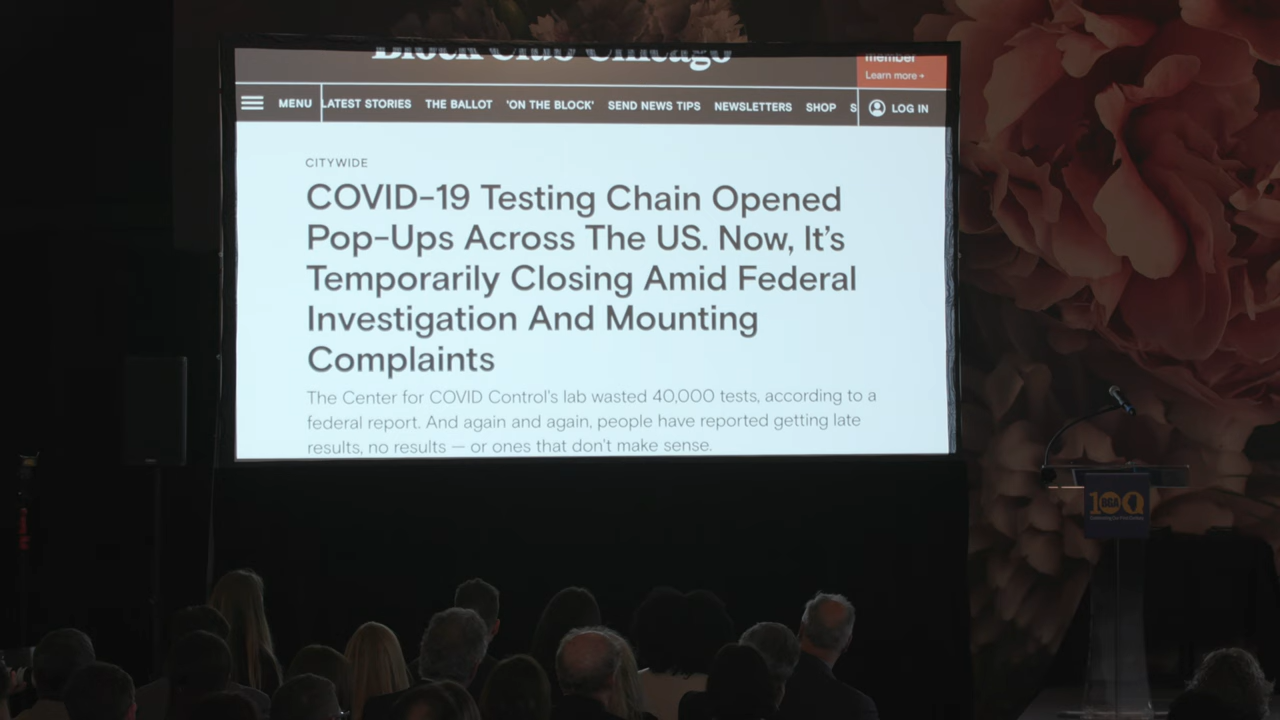 Block Club Chicago
member
Learn more →
MENU
LATEST STORIES THE BALLOT 'ON THE BLOCK' SEND NEWS TIPS NEWSLETTERS SHOP S
LOG IN
CITYWIDE
COVID-19 Testing Chain Opened
Pop-Ups Across The US. Now, It's
Temporarily Closing Amid Federal
Investigation And Mounting
Complaints
The Center for COVID Control's lab wasted 40,000 tests, according to a
federal report. And again and again, people have reported getting late
results, no results — or ones that don't make sense.
100
BGA